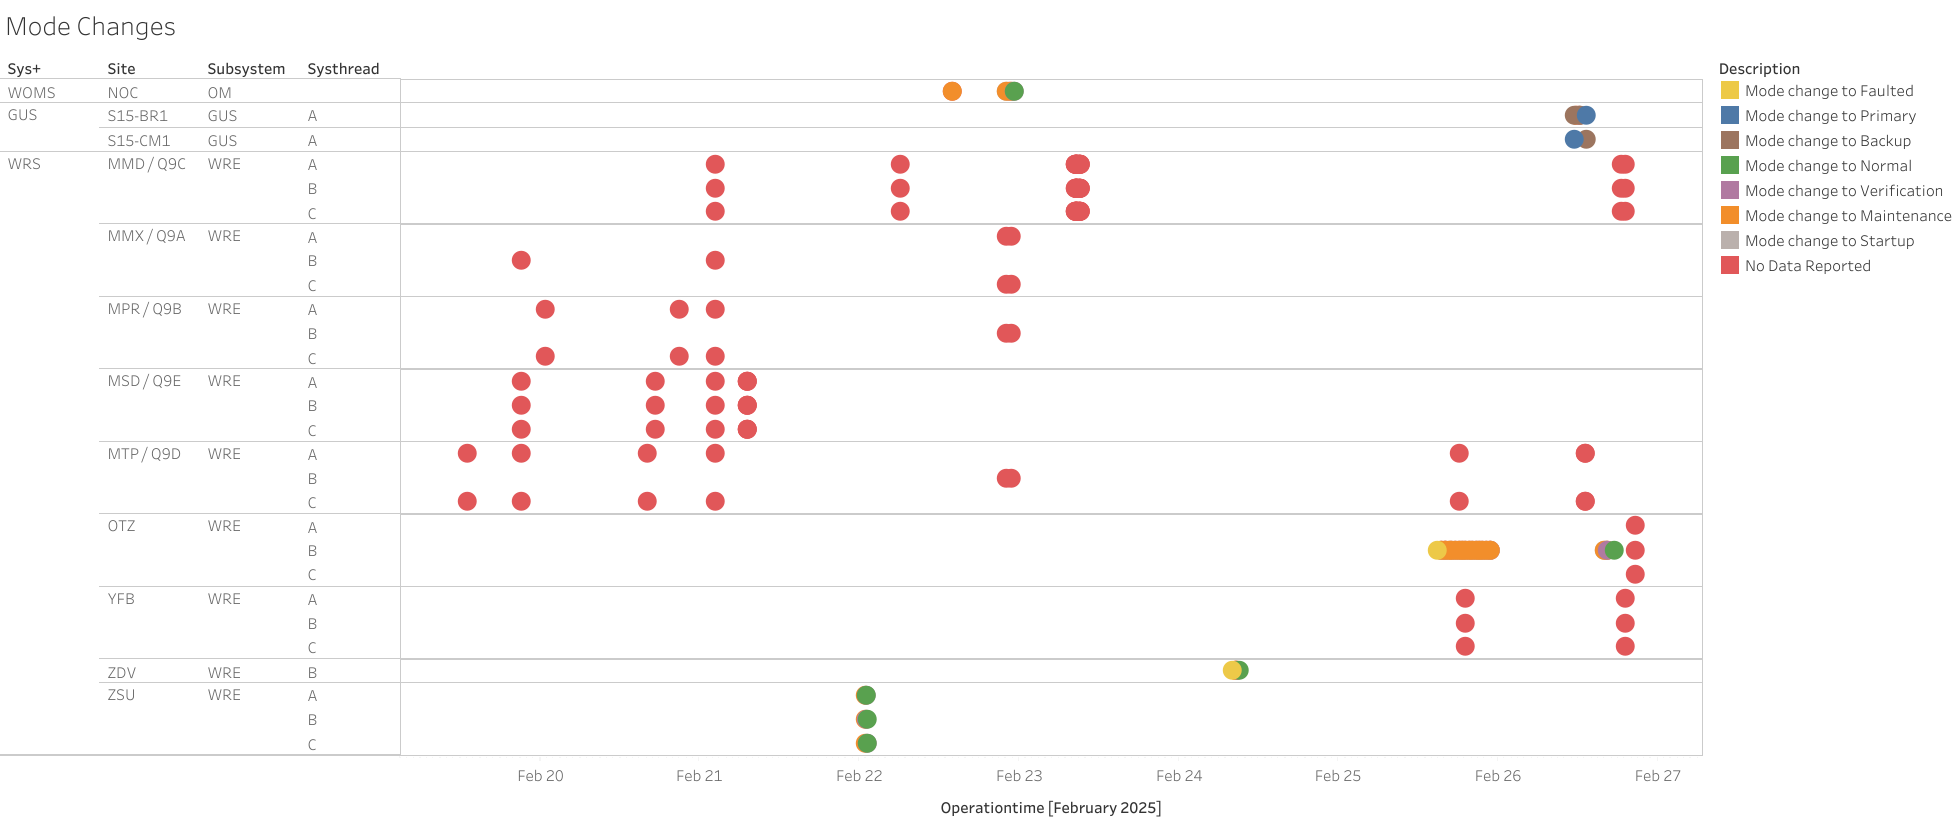 Mode Changes
Sys+ Site Subsystem Systhread
Description
WOMS NOC OM
Mode change to Faulted
GUS S15-BR1 GUS A
Mode change to Primary
S15-CM1 GUS A
Mode change to Backup
WRS MMD / Q9C WRE A
Mode change to Normal
B
Mode change to Verification
C
Mode change to Maintenance
MMX / Q9A WRE A
Mode change to Startup
B
No Data Reported
C
MPR / Q9B WRE A
B
C
MSD / Q9E WRE A
B
C
MTP / Q9D WRE A
B
C
OTZ WRE A
B
C
YFB WRE A
B
C
ZDV WRE B
ZSU WRE A
B
C
Feb 20 Feb 21 Feb 22 Feb 23 Feb 24 Feb 25 Feb 26 Feb 27
Operationtime [February 2025]